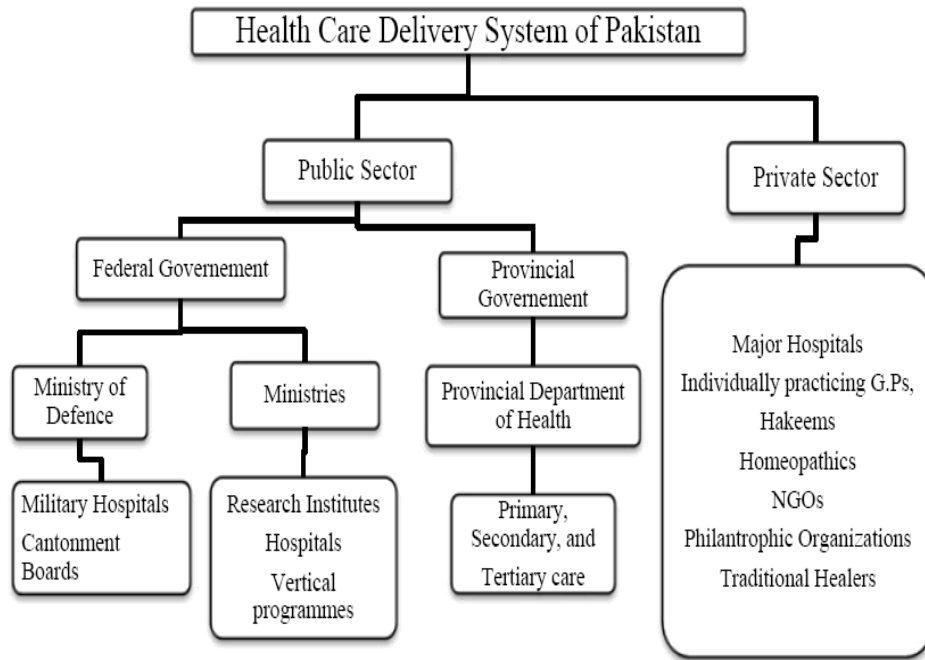 Health Care Delivery System of Pakistan
Public Sector
Private Sector
Federal Governement
Provincial
Governement
Ministry of
Defence
Ministries
Provincial Department
of Health
Military Hospitals
Cantonment
Boards
Research Institutes
Hospitals
Vertical
programmes
Primary,
Secondary, and
Tertiary care
Major Hospitals
Individually practicing G.Ps,
Hakeems
Homeopathics
NGOs
Philantrophic Organizations
Traditional Healers